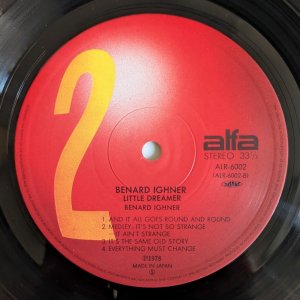 2
alfa
STEREO 33⅓
ALR-6002
(ALR-6002-B)
BENARD IGHNER
LITTLE DREAMER
BENARD IGHNER
1. AND IT ALL GOES ROUND AND ROUND
2. MEDLEY: IT'S NOT SO STRANGE
IT AIN'T STRANGE
3. IT'S THE SAME OLD STORY
4. EVERYTHING MUST CHANGE
℗1978
MADE IN JAPAN